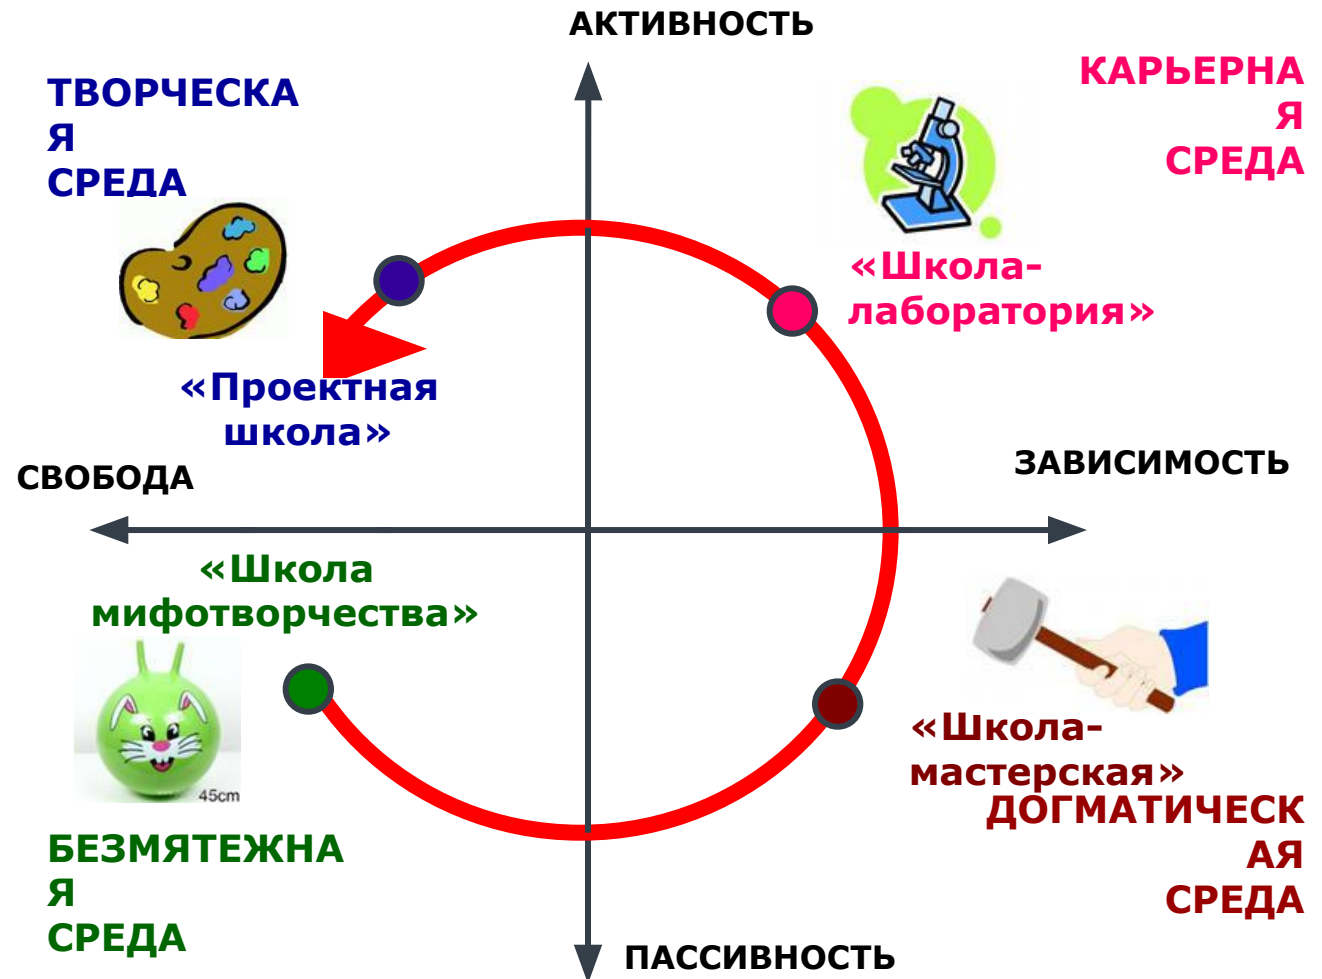 АКТИВНОСТЬ
ТВОРЧЕСКА
Я
СРЕДА
КАРЬЕРНА
Я
СРЕДА
«Школа-
лаборатория»
«Проектная
школа»
СВОБОДА
ЗАВИСИМОСТЬ
«Школа
мифотворчества»
45cm
«Школа-
мастерская»
ДОГМАТИЧЕСК
АЯ
СРЕДА
БЕЗМЯТЕЖНА
Я
СРЕДА
ПАССИВНОСТЬ